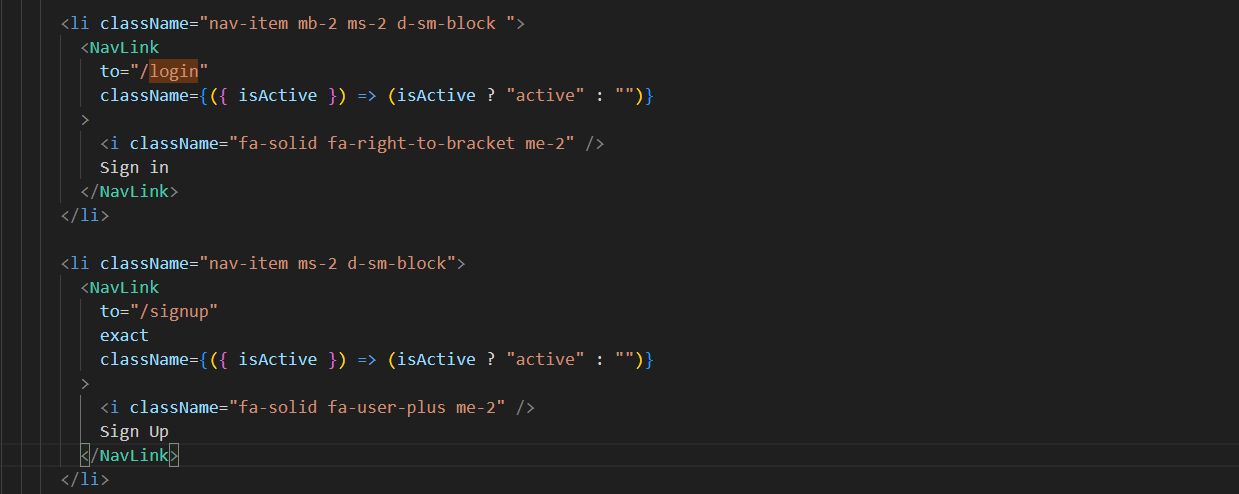 <li className="nav-item mb-2 ms-2 d-sm-block ">
<NavLink
to="/login"
className={({ isActive }) => (isActive ? "active" : "")}
>
<i className="fa-solid fa-right-to-bracket me-2" />
Sign in
</NavLink>
</li>
<li className="nav-item ms-2 d-sm-block">
<NavLink
to="/signup"
exact
className={({ isActive }) => (isActive ? "active" : "")}
>
<i className="fa-solid fa-user-plus me-2" />
Sign Up
</NavLink>
</li>